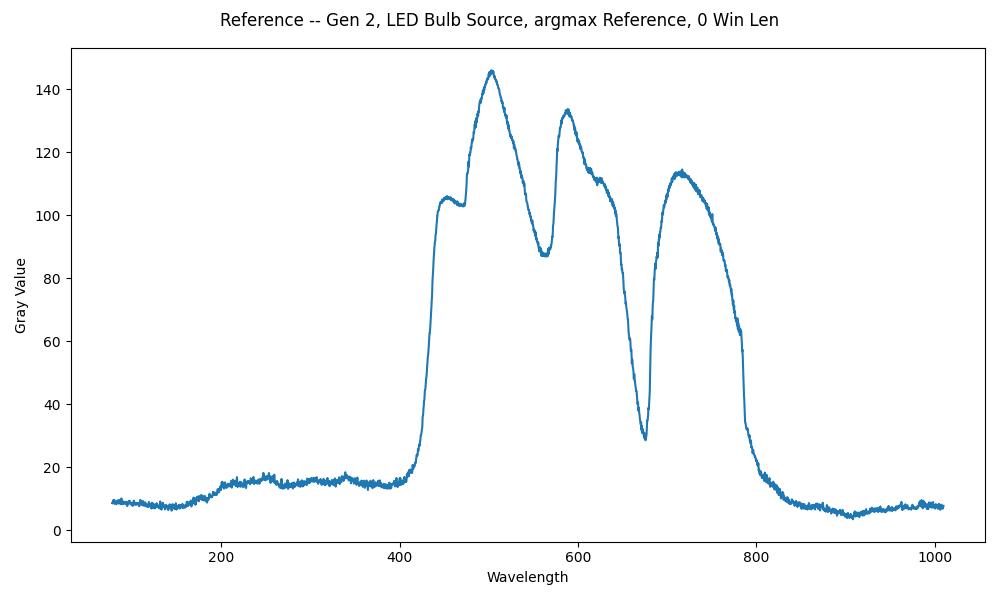 Reference -- Gen 2, LED Bulb Source, argmax Reference, 0 Win Len
140
120
100
80
60
40
20
0
Gray Value
200 400 600 800 1000
Wavelength